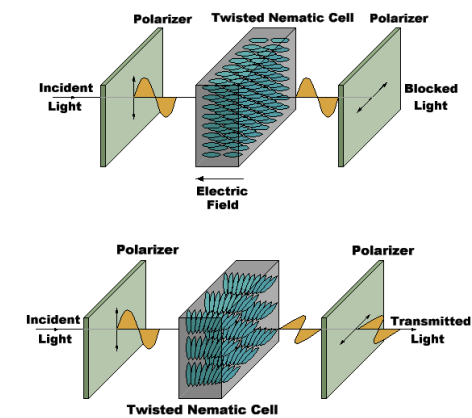 Polarizer
Twisted Nematic Cell
Polarizer
Incident
Light
Blocked
Light
Electric
Field
Polarizer
Polarizer
Incident
Light
Transmitted
Light
Twisted Nematic Cell